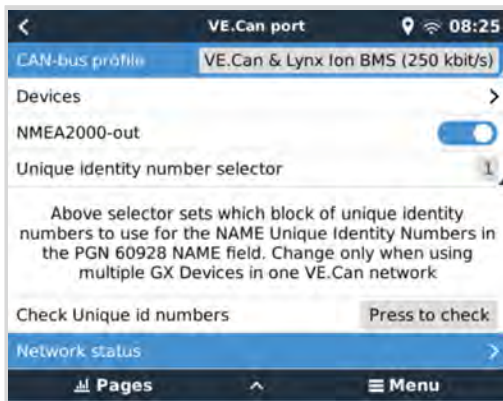 VE.Can port 08:25
CAN-bus profile VE.Can & Lynx Ion BMS (250 kbit/s)
Devices
NMEA2000-out
Unique identity number selector 1
Above selector sets which block of unique identity
numbers to use for the NAME Unique Identity Numbers in
the PGN 60928 NAME field. Change only when using
multiple GX Devices in one VE.Can network
Check Unique id numbers Press to check
Network status
Pages Menu